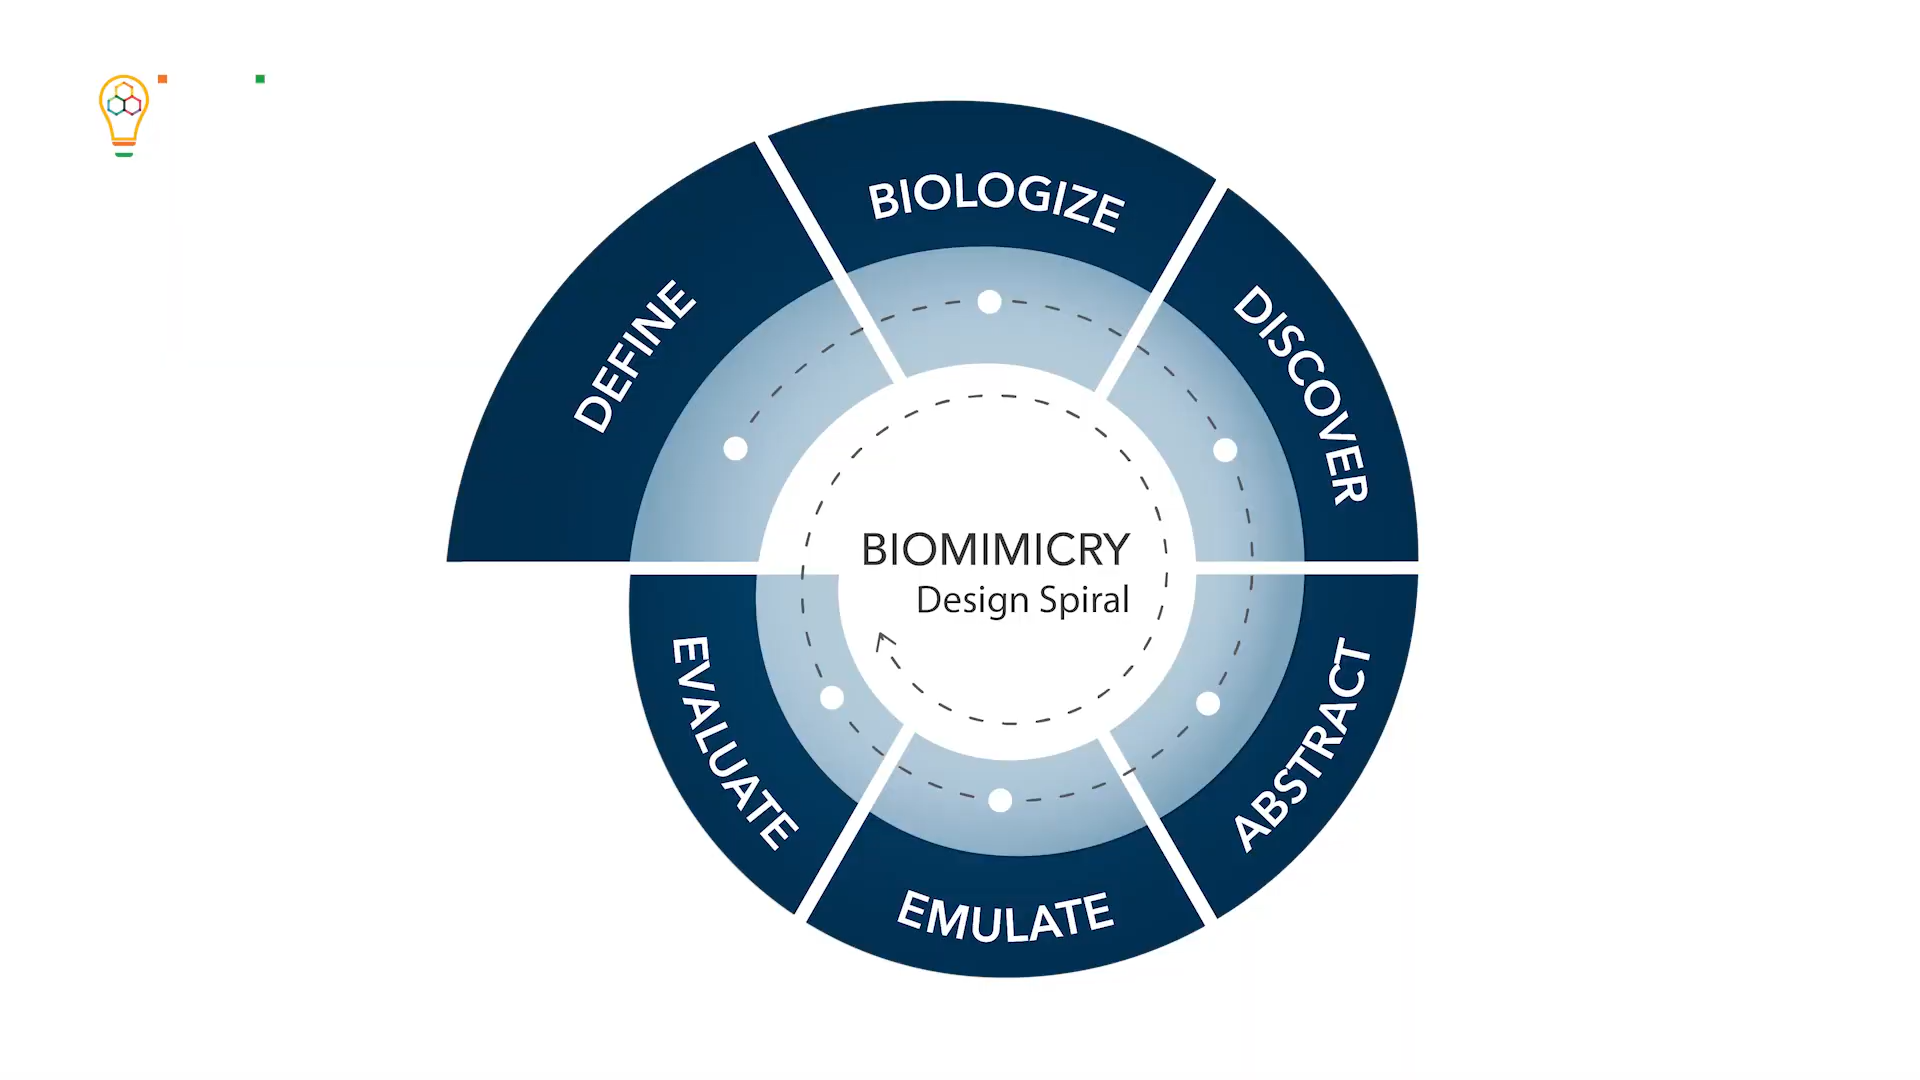 DEFINE
BIOLOGIZE
DISCOVER
ABSTRACT
EMULATE
EVALUATE
BIOMIMICRY
Design Spiral